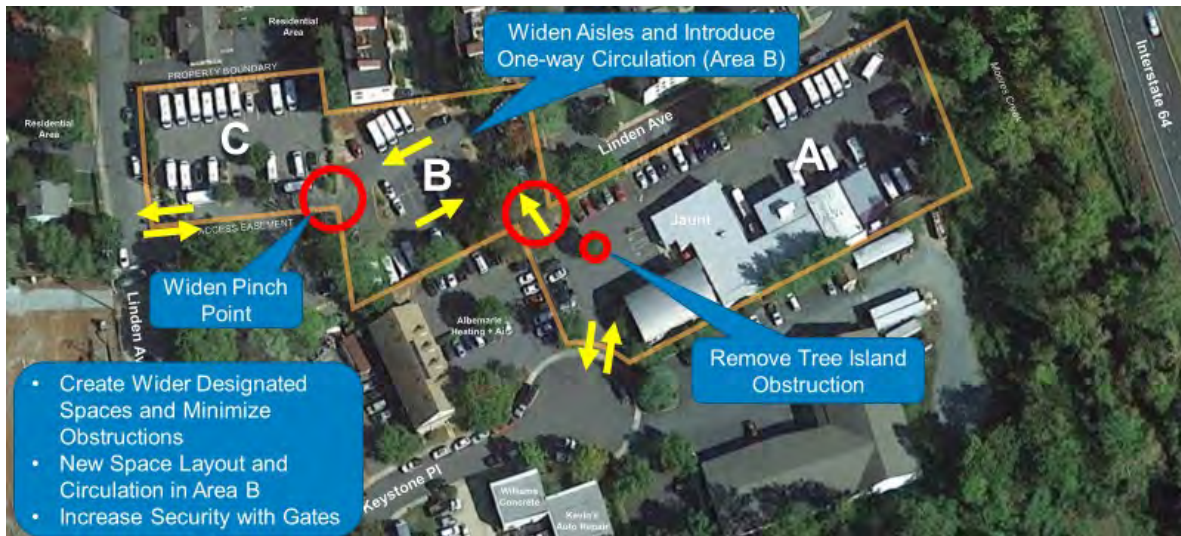 Residential
Area
Widen Aisles and Introduce
One-way Circulation (Area B)
PROPERTY BOUNDARY
Interstate 64
Moores Creek
Residential
Area
C
Linden Ave
A
B
Jaunt
ACCESS EASEMENT
Widen Pinch
Point
Linden Ave
Albemarle
Heating + Air
Remove Tree Island
Obstruction
• Create Wider Designated
Spaces and Minimize
Obstructions
• New Space Layout and
Circulation in Area B
• Increase Security with Gates
Keystone Pl
Williams
Concrete
Kevin's
Auto Repair